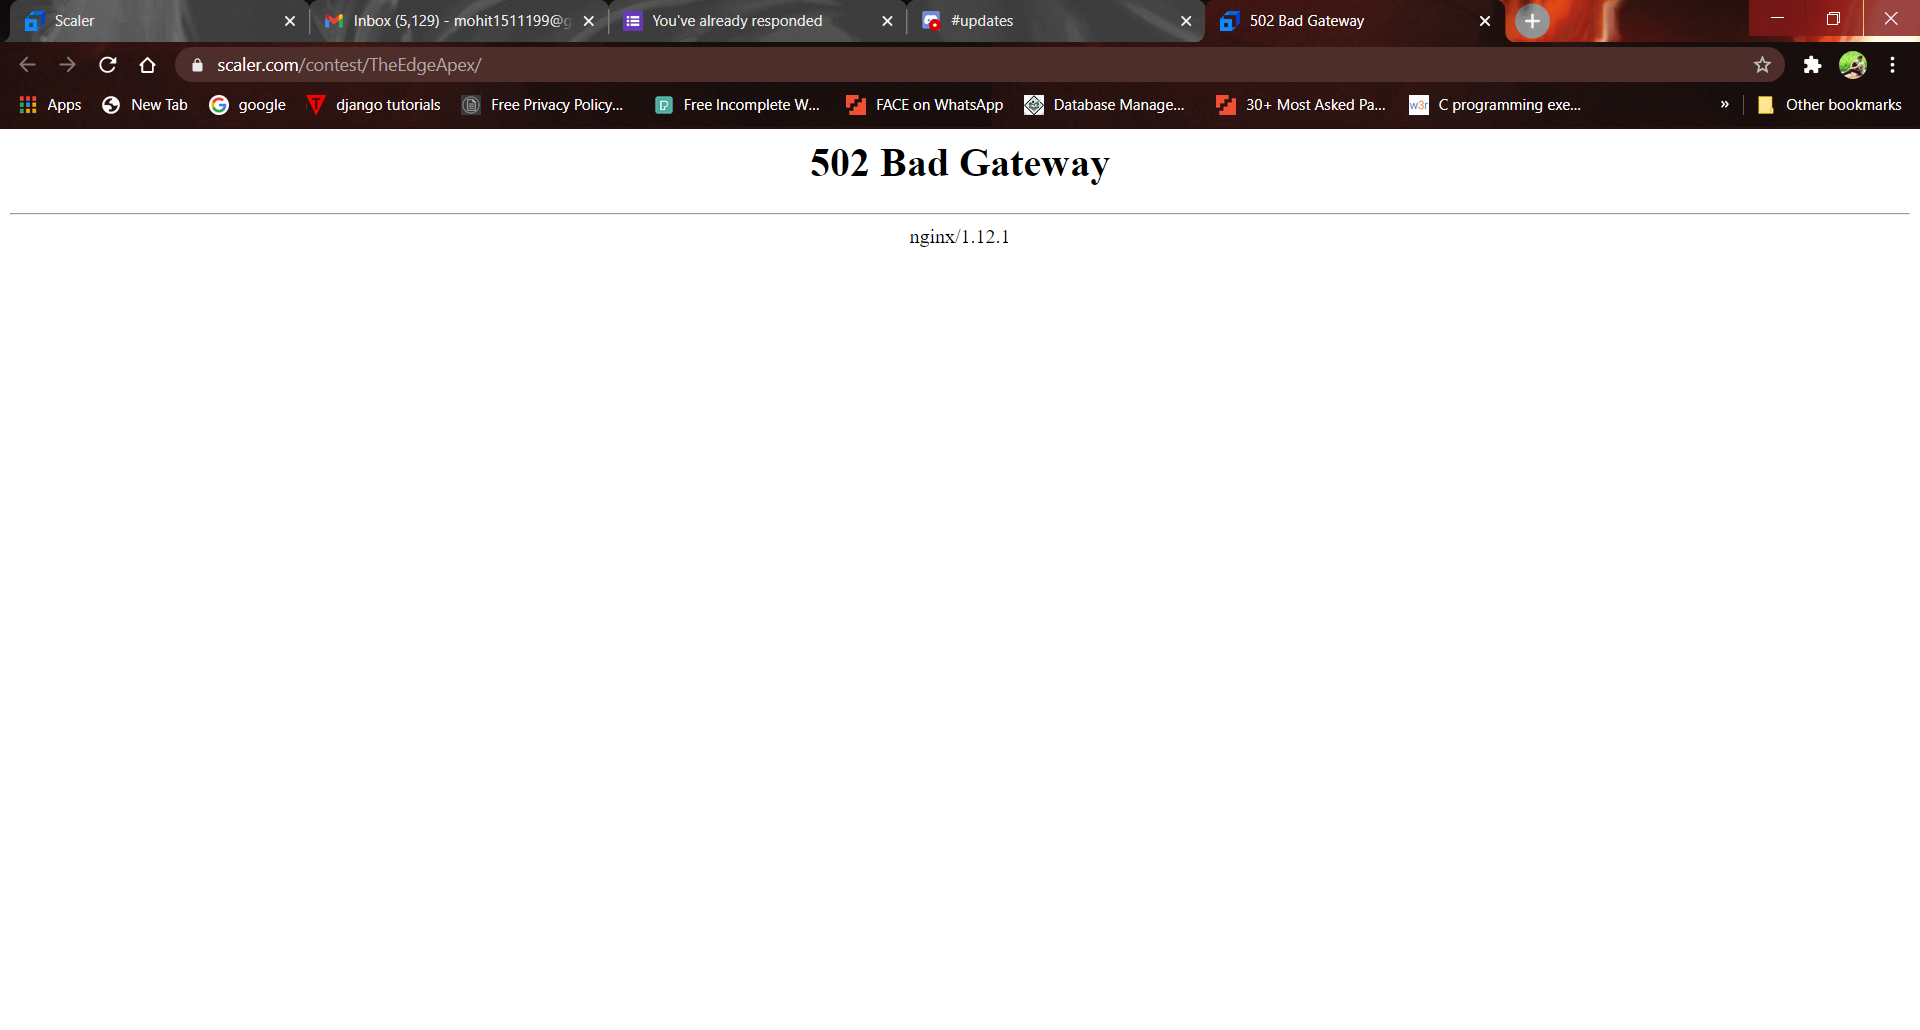 Scaler
Inbox (5,129) - mohit1511199@g
You've already responded
#updates
502 Bad Gateway
scaler.com/contest/TheEdgeApex/
Apps
New Tab
google
django tutorials
Free Privacy Policy...
Free Incomplete W...
FACE on WhatsApp
Database Manage...
30+ Most Asked Pa...
w3r
C programming exe...
»
Other bookmarks
502 Bad Gateway
nginx/1.12.1